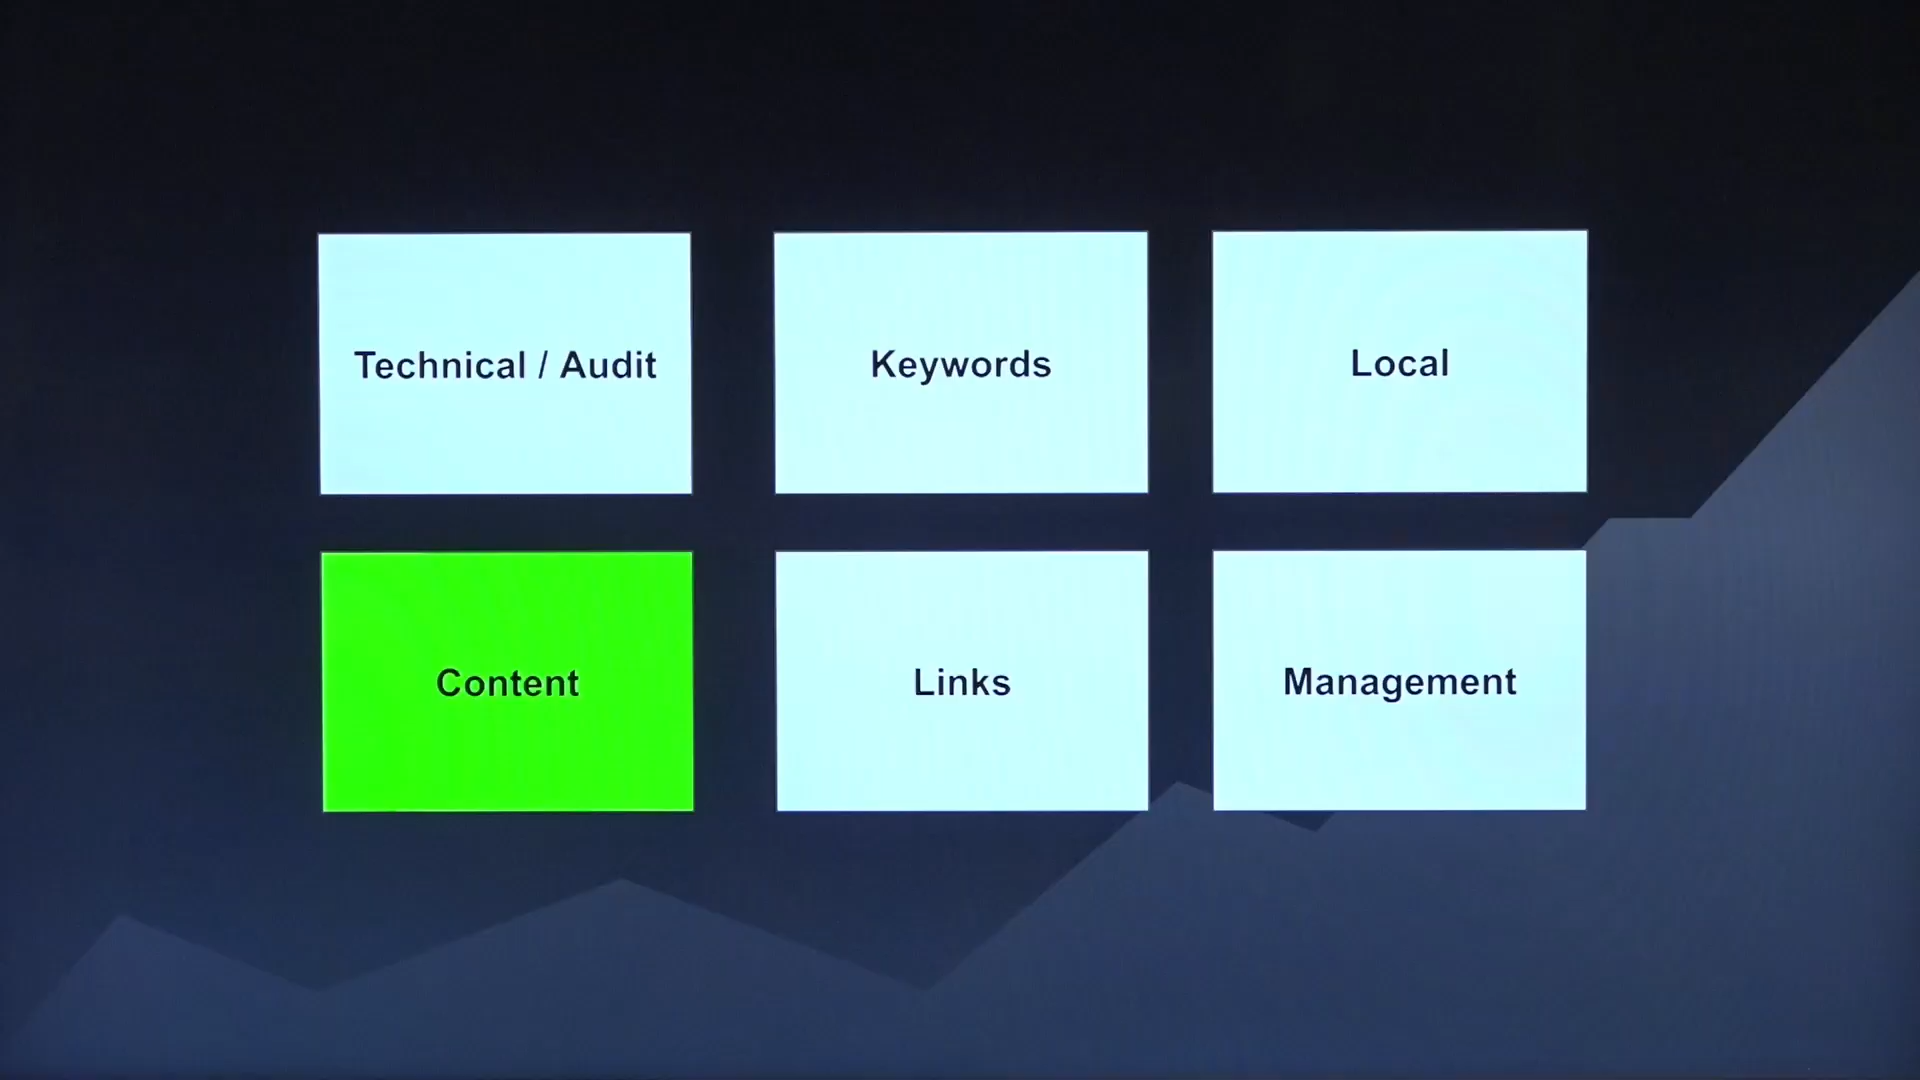 Technical / Audit
Keywords
Local
Content
Links
Management